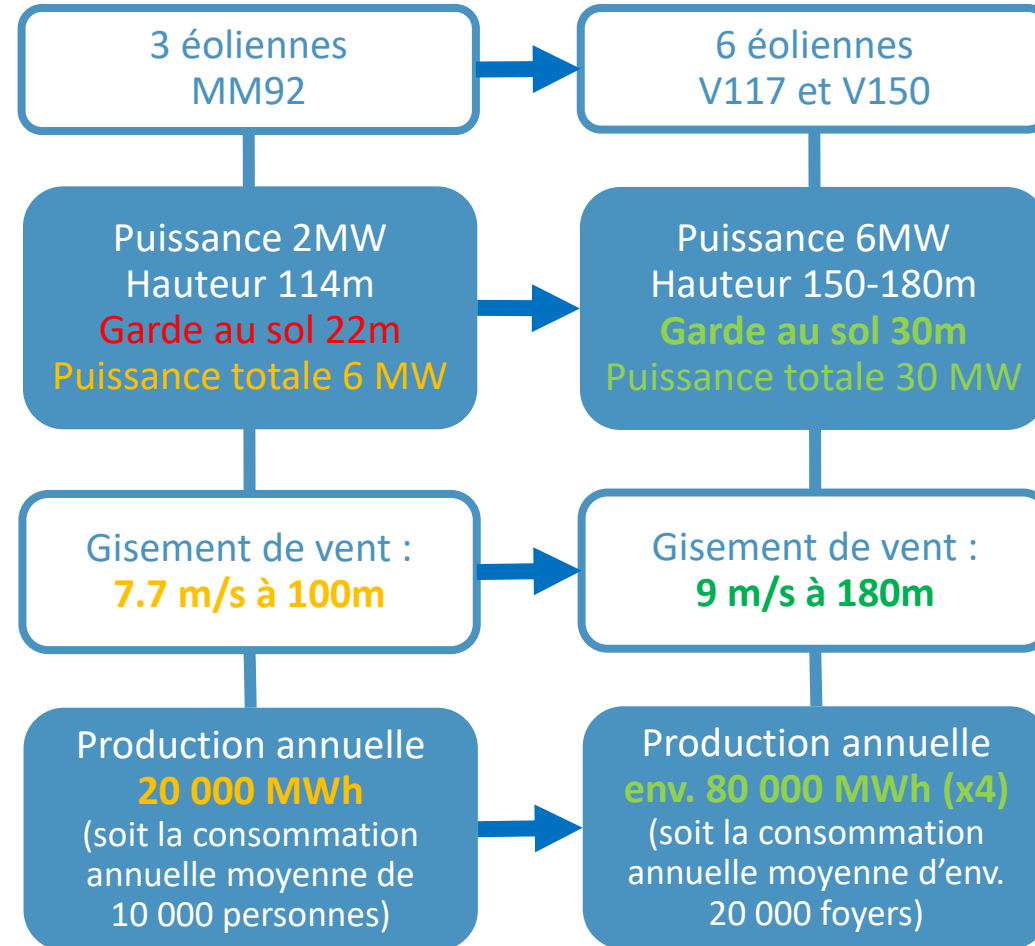 3 éoliennes
MM92
6 éoliennes
V117 et V150
Puissance 2MW
Hauteur 114m
Garde au sol 22m
Puissance totale 6 MW
Puissance 6MW
Hauteur 150-180m
Garde au sol 30m
Puissance totale 30 MW
Gisement de vent :
7.7 m/s à 100m
Gisement de vent :
9 m/s à 180m
Production annuelle
20 000 MWh
(soit la consommation
annuelle moyenne de
10 000 personnes)
Production annuelle
env. 80 000 MWh (x4)
(soit la consommation
annuelle moyenne d’env.
20 000 foyers)